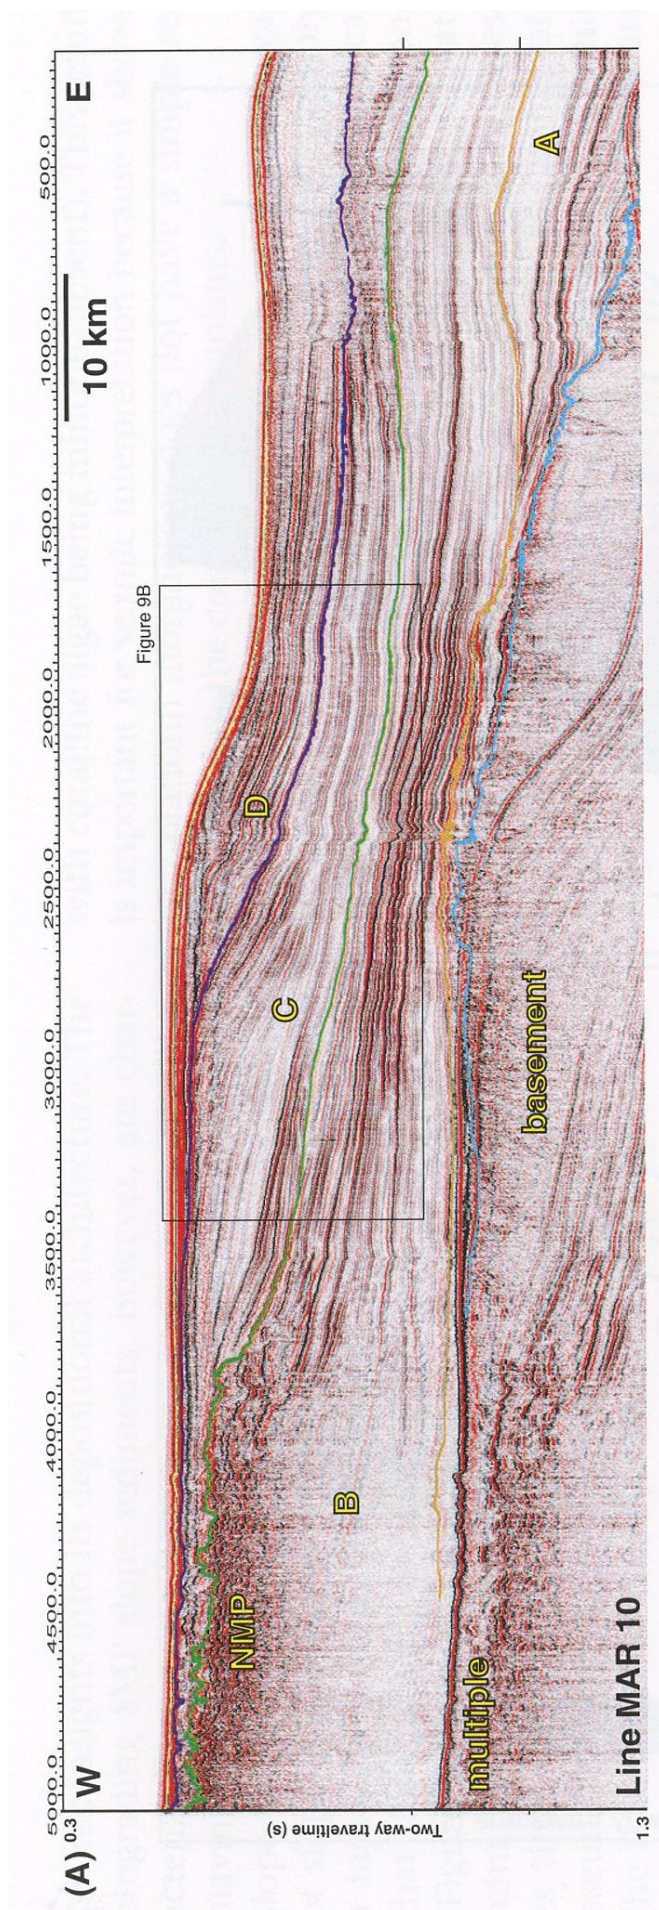 (A)
5000.0 4500.0 4000.0 3500.0 3000.0 2500.0 2000.0 1500.0 1000.0 500.0
0.3
W
E
10 km
Figure 9B
D
C
A
B
NMP
basement
multiple
Two-way traveltime (s)
Line MAR 10
1.3